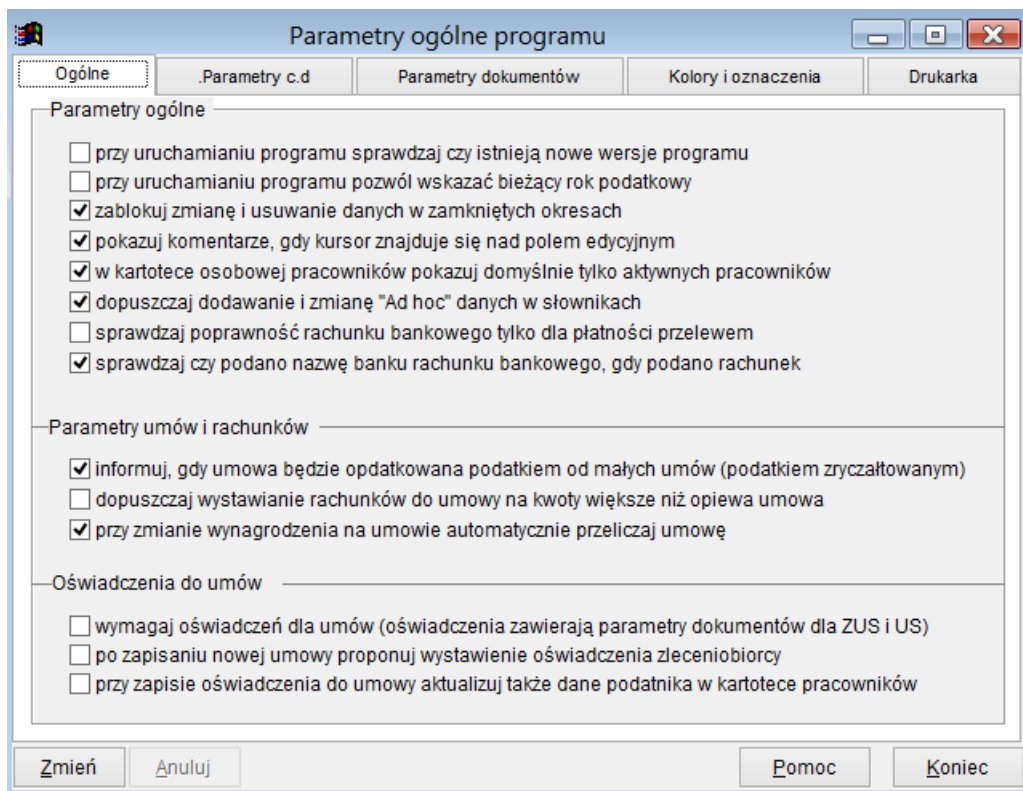 Parametry ogólne programu
Ogólne .Parametry c.d Parametry dokumentów Kolory i oznaczenia Drukarka
Parametry ogólne
przy uruchamianiu programu sprawdzaj czy istnieją nowe wersje programu
przy uruchamianiu programu pozwól wskazać bieżący rok podatkowy
zablokuj zmianę i usuwanie danych w zamkniętych okresach
pokazuj komentarze, gdy kursor znajduje się nad polem edycyjnym
w kartotece osobowej pracowników pokazuj domyślnie tylko aktywnych pracowników
dopuszczaj dodawanie i zmianę "Ad hoc" danych w słownikach
sprawdzaj poprawność rachunku bankowego tylko dla płatności przelewem
sprawdzaj czy podano nazwę banku rachunku bankowego, gdy podano rachunek
Parametry umów i rachunków
informuj, gdy umowa będzie opdatkowana podatkiem od małych umów (podatkiem zryczałtowanym)
dopuszczaj wystawianie rachunków do umowy na kwoty większe niż opiewa umowa
przy zmianie wynagrodzenia na umowie automatycznie przeliczaj umowę
Oświadczenia do umów
wymagaj oświadczeń dla umów (oświadczenia zawierają parametry dokumentów dla ZUS i US)
po zapisaniu nowej umowy proponuj wystawienie oświadczenia zleceniobiorcy
przy zapisie oświadczenia do umowy aktualizuj także dane podatnika w kartotece pracowników
Zmień Anuluj Pomoc Koniec